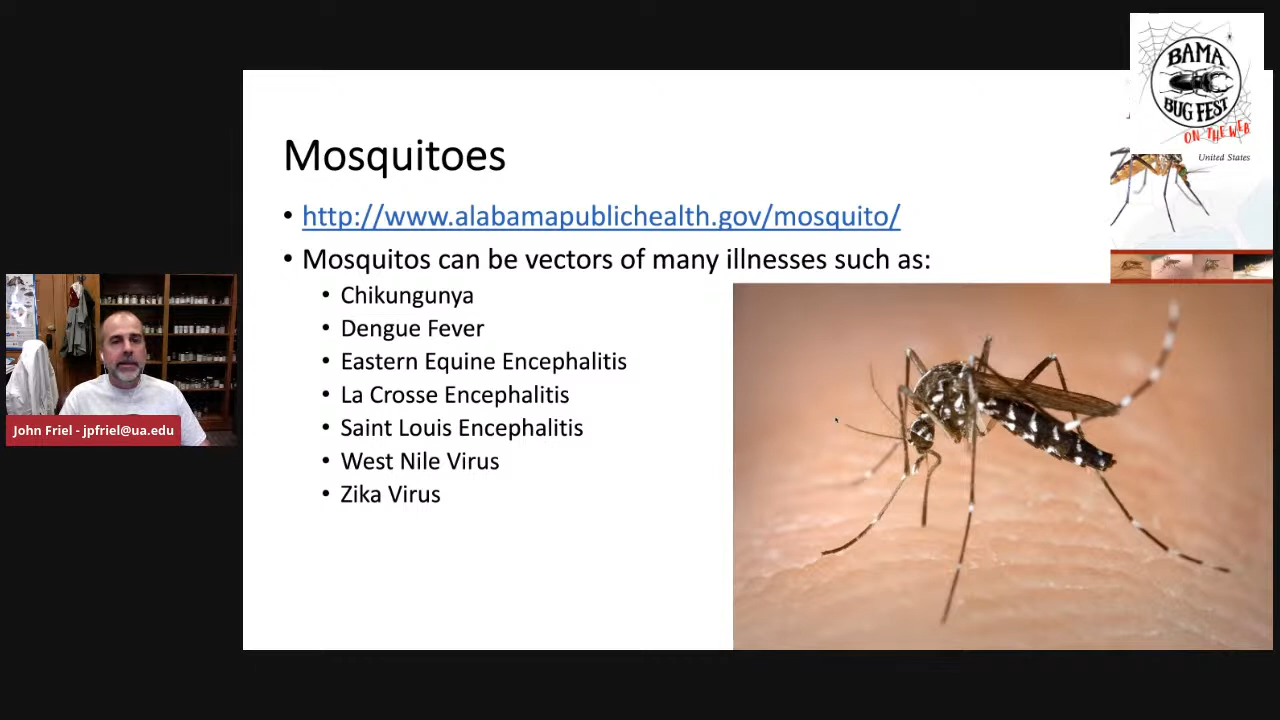 BAMA
BUG FEST
ON THE WEB
United States
Mosquitoes
• http://www.alabamapublichealth.gov/mosquito/
• Mosquitos can be vectors of many illnesses such as:
• Chikungunya
• Dengue Fever
• Eastern Equine Encephalitis
• La Crosse Encephalitis
• Saint Louis Encephalitis
• West Nile Virus
• Zika Virus
John Friel - jpfriel@ua.edu